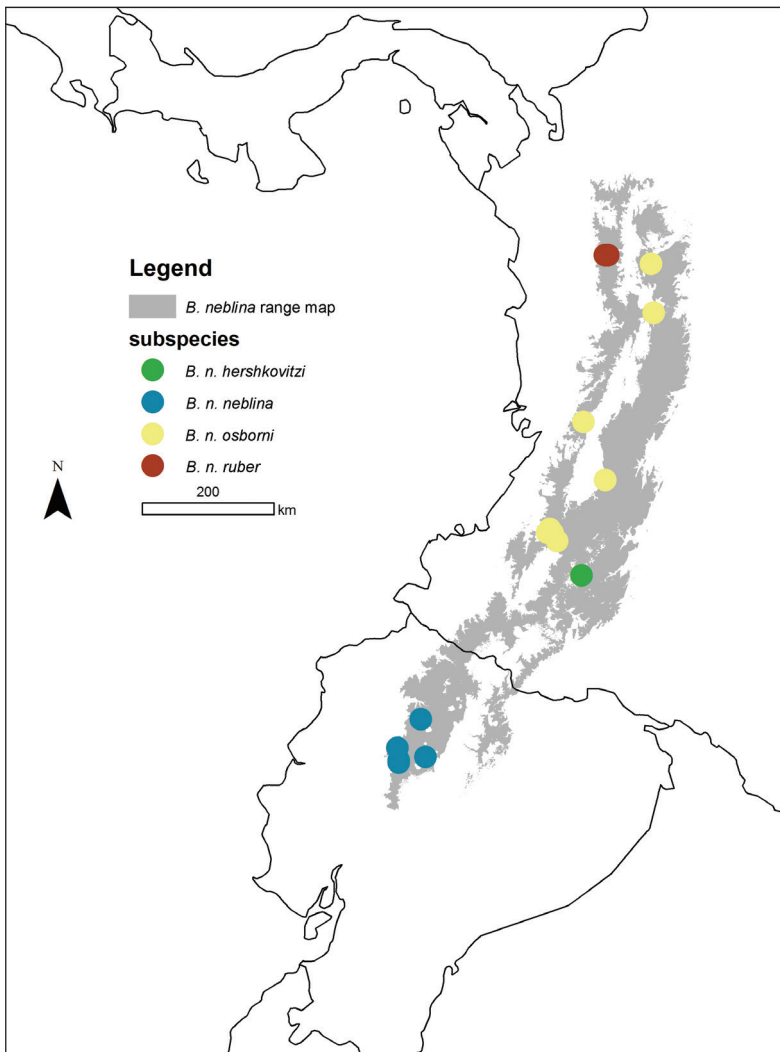 Legend
B. neblina range map
subspecies
B. n. hershkovitzi
B. n. neblina
B. n. osborni
B. n. ruber
N
200
km